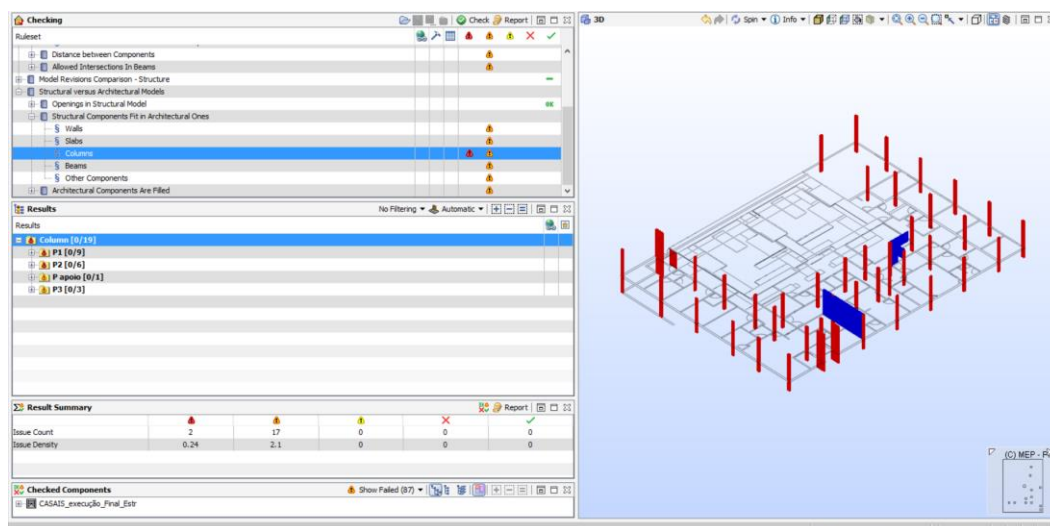 Checking
Check Report
3D
Spin Info
Ruleset
Distance between Components
Allowed Intersections In Beams
Model Revisions Comparison - Structure
Structural versus Architectural Models
Openings in Structural Model
OK
Structural Components Fit in Architectural Ones
§ Walls
§ Slabs
§ Columns
§ Beams
§ Other Components
Architectural Components Are Filled
Results
No Filtering Automatic
Results
Column [0/19]
P1 [0/9]
P2 [0/6]
P apoio [0/1]
P3 [0/3]
Result Summary
Report
Issue Count 2 17 0 0 0
Issue Density 0.24 2.1 0 0 0
Checked Components
Show Failed (87)
CASAIS_execução_Final_Estr
(C) MEP -